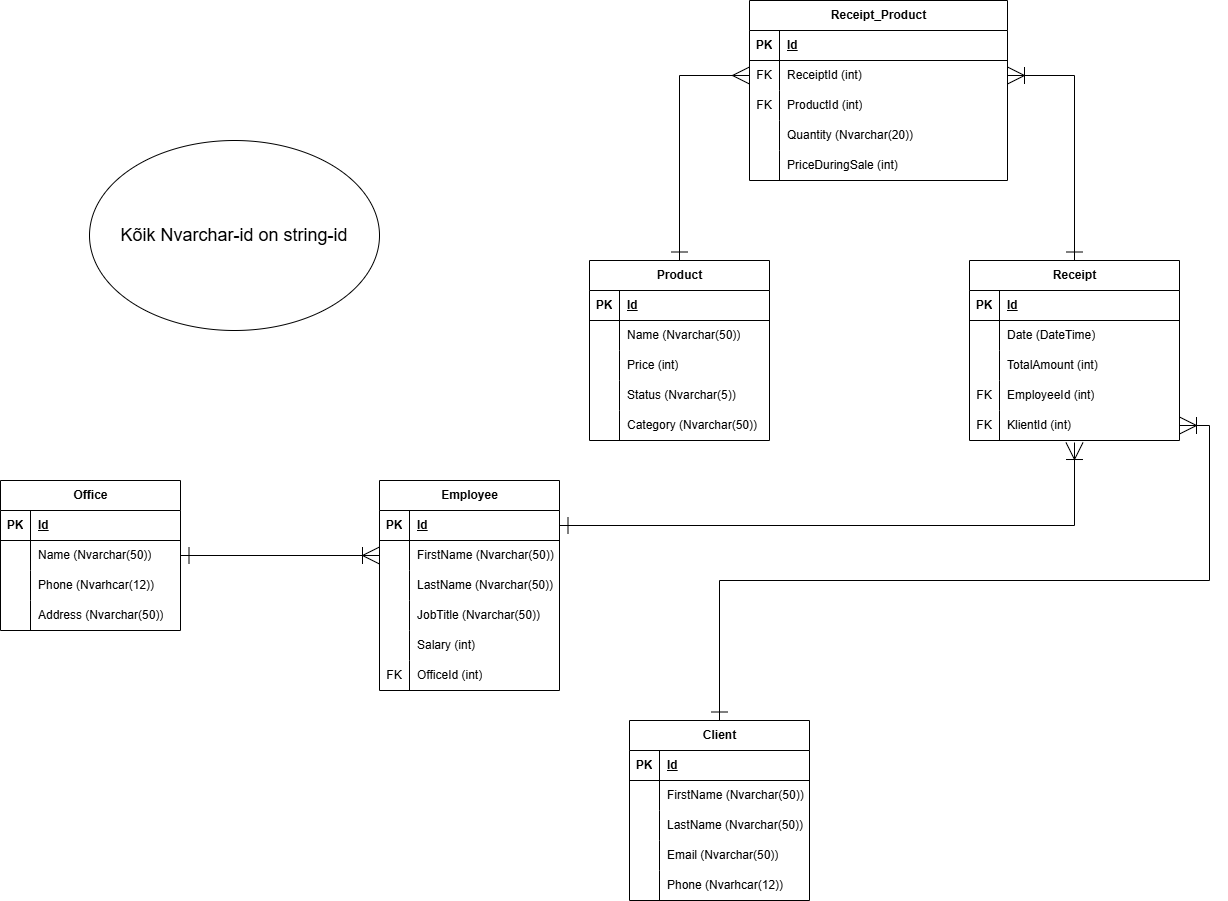 Receipt_Product
PK Id
FK ReceiptId (int)
FK ProductId (int)
Quantity (Nvarchar(20))
PriceDuringSale (int)
Kõik Nvarchar-id on string-id
Product
PK Id
Name (Nvarchar(50))
Price (int)
Status (Nvarchar(5))
Category (Nvarchar(50))
Receipt
PK Id
Date (DateTime)
TotalAmount (int)
FK EmployeeId (int)
FK KlientId (int)
Office
PK Id
Name (Nvarchar(50))
Phone (Nvarhcar(12))
Address (Nvarchar(50))
Employee
PK Id
FirstName (Nvarchar(50))
LastName (Nvarchar(50))
JobTitle (Nvarchar(50))
Salary (int)
FK OfficeId (int)
Client
PK Id
FirstName (Nvarchar(50))
LastName (Nvarchar(50))
Email (Nvarchar(50))
Phone (Nvarhcar(12))